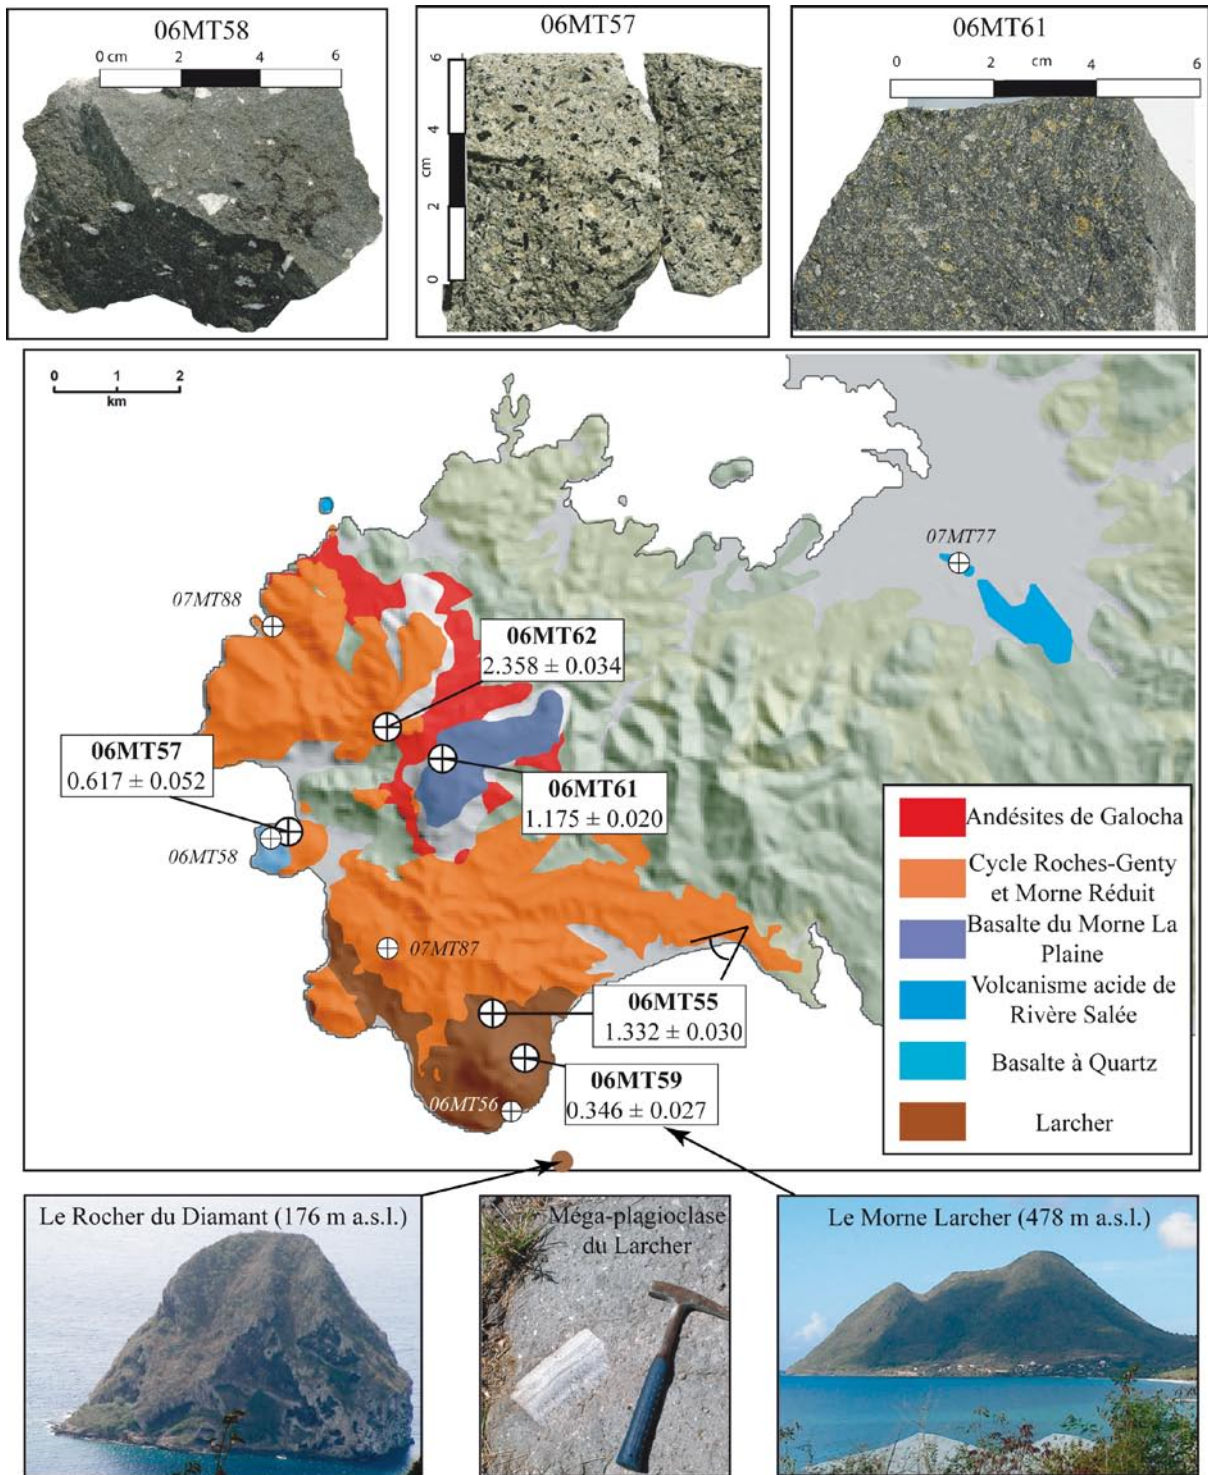 06MT58
0 cm 2 4 6
06MT57
6
4
cm
2
0
06MT61
0 2 cm 4 6
0 1 2
km
07MT77
07MT88
06MT62
2.358 ± 0.034
06MT57
0.617 ± 0.052
06MT61
1.175 ± 0.020
06MT58
07MT87
06MT55
1.332 ± 0.030
06MT59
0.346 ± 0.027
06MT56
Andésites de Galocha
Cycle Roches-Genty
et Morne Réduit
Basalte du Morne La
Plaine
Volcanisme acide de
Rivère Salée
Basalte à Quartz
Larcher
Le Rocher du Diamant (176 m a.s.l.)
Méga-plagioclase
du Larcher
Le Morne Larcher (478 m a.s.l.)